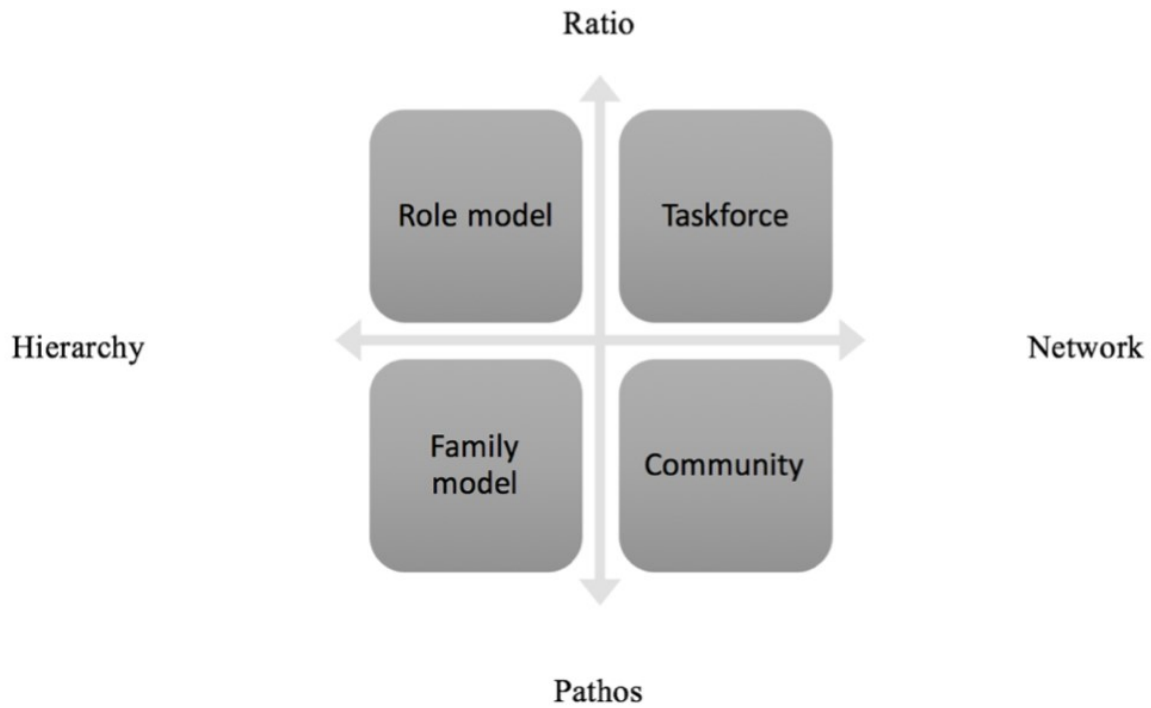 Ratio
Role model
Taskforce
Hierarchy
Network
Family
model
Community
Pathos